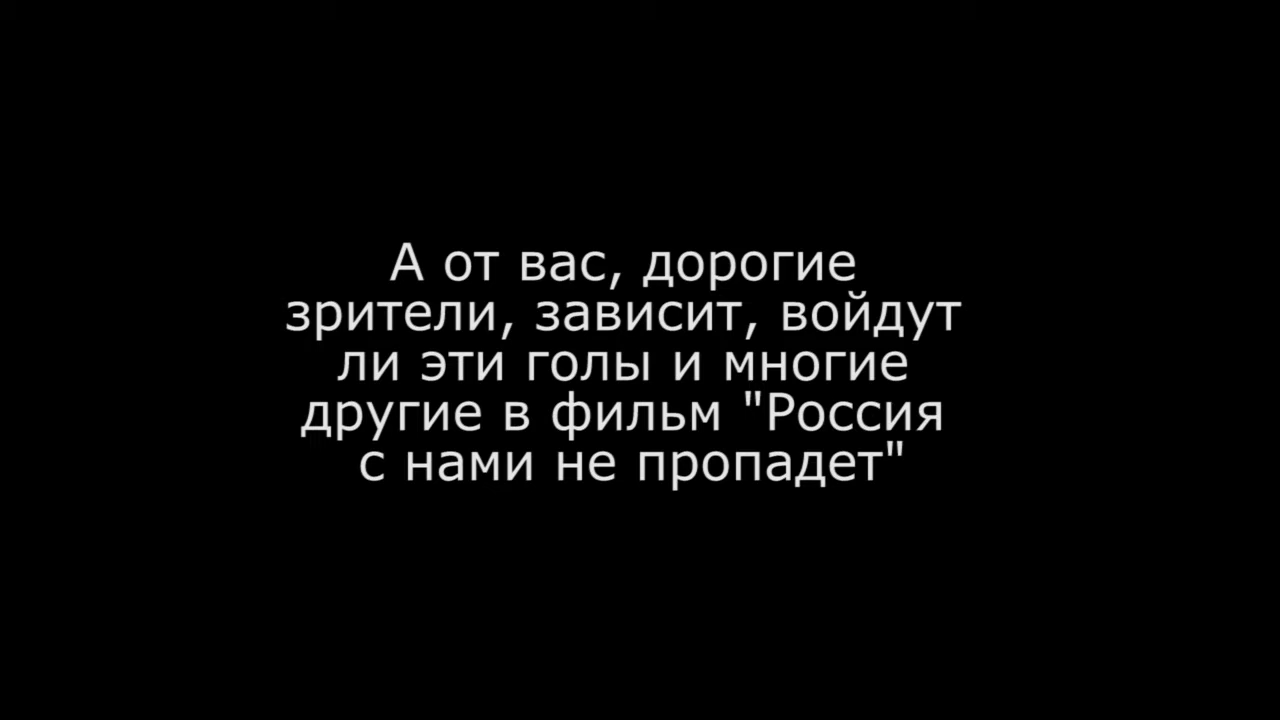 А от вас, дорогие
зрители, зависит, войдут
ли эти голы и многие
другие в фильм "Россия
с нами не пропадет"